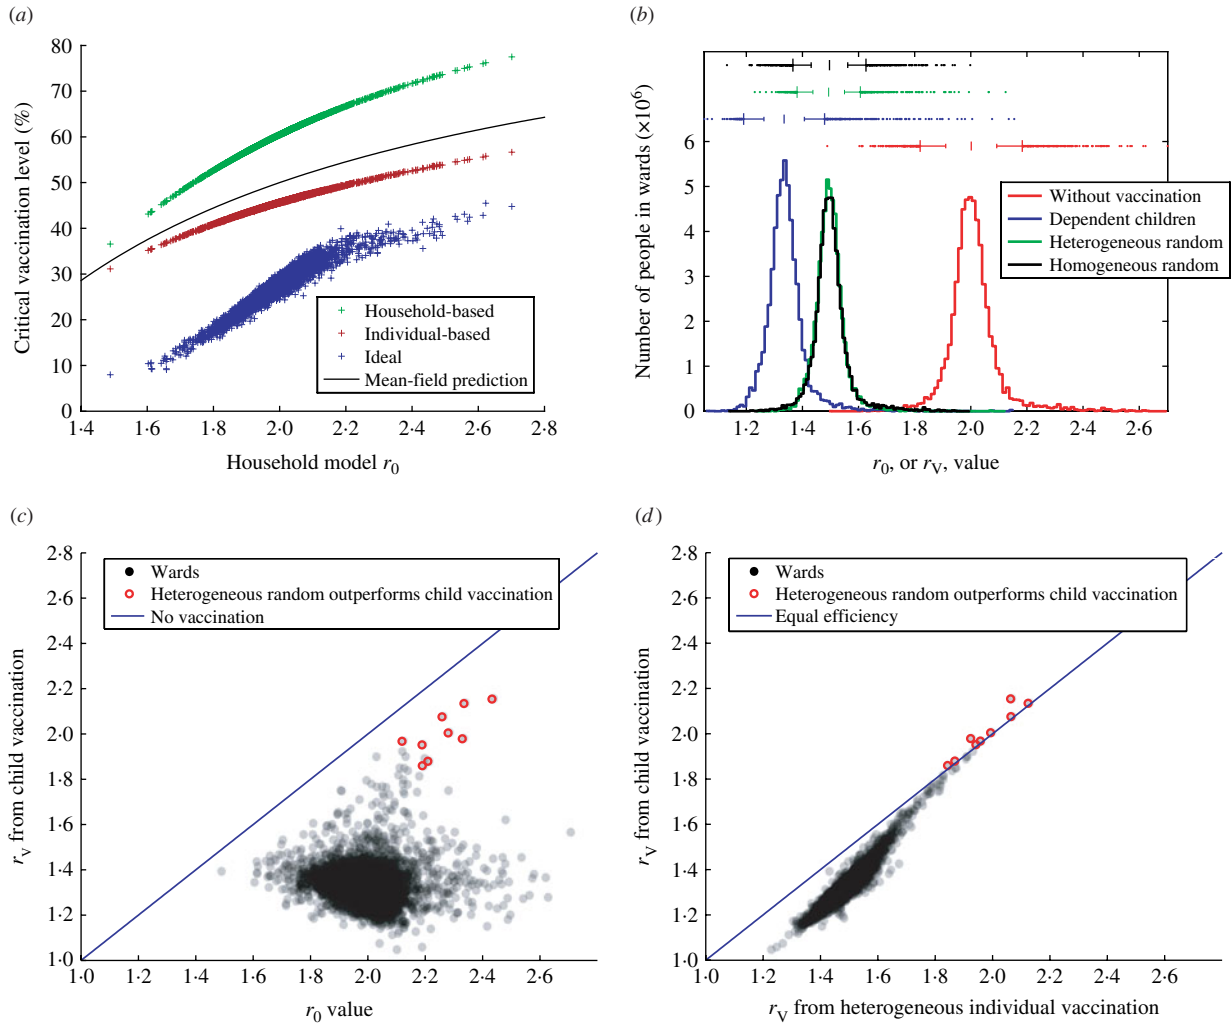 (a)
80
70
60
50
40
30
20
10
0
Critical vaccination level (%)
Household-based
Individual-based
Ideal
Mean-field prediction
1·4 1·6 1·8 2·0 2·2 2·4 2·6 2·8
Household model r0
(b)
6
5
4
3
2
1
0
Number of people in wards (×10⁶)
Without vaccination
Dependent children
Heterogeneous random
Homogeneous random
1·2 1·4 1·6 1·8 2·0 2·2 2·4 2·6
r0, or rV, value
(c)
2·8
2·6
2·4
2·2
2·0
1·8
1·6
1·4
1·2
1·0
rV from child vaccination
Wards
Heterogeneous random outperforms child vaccination
No vaccination
1·0 1·2 1·4 1·6 1·8 2·0 2·2 2·4 2·6
r0 value
(d)
2·8
2·6
2·4
2·2
2·0
1·8
1·6
1·4
1·2
1·0
rV from child vaccination
Wards
Heterogeneous random outperforms child vaccination
Equal efficiency
1·0 1·2 1·4 1·6 1·8 2·0 2·2 2·4 2·6
rV from heterogeneous individual vaccination